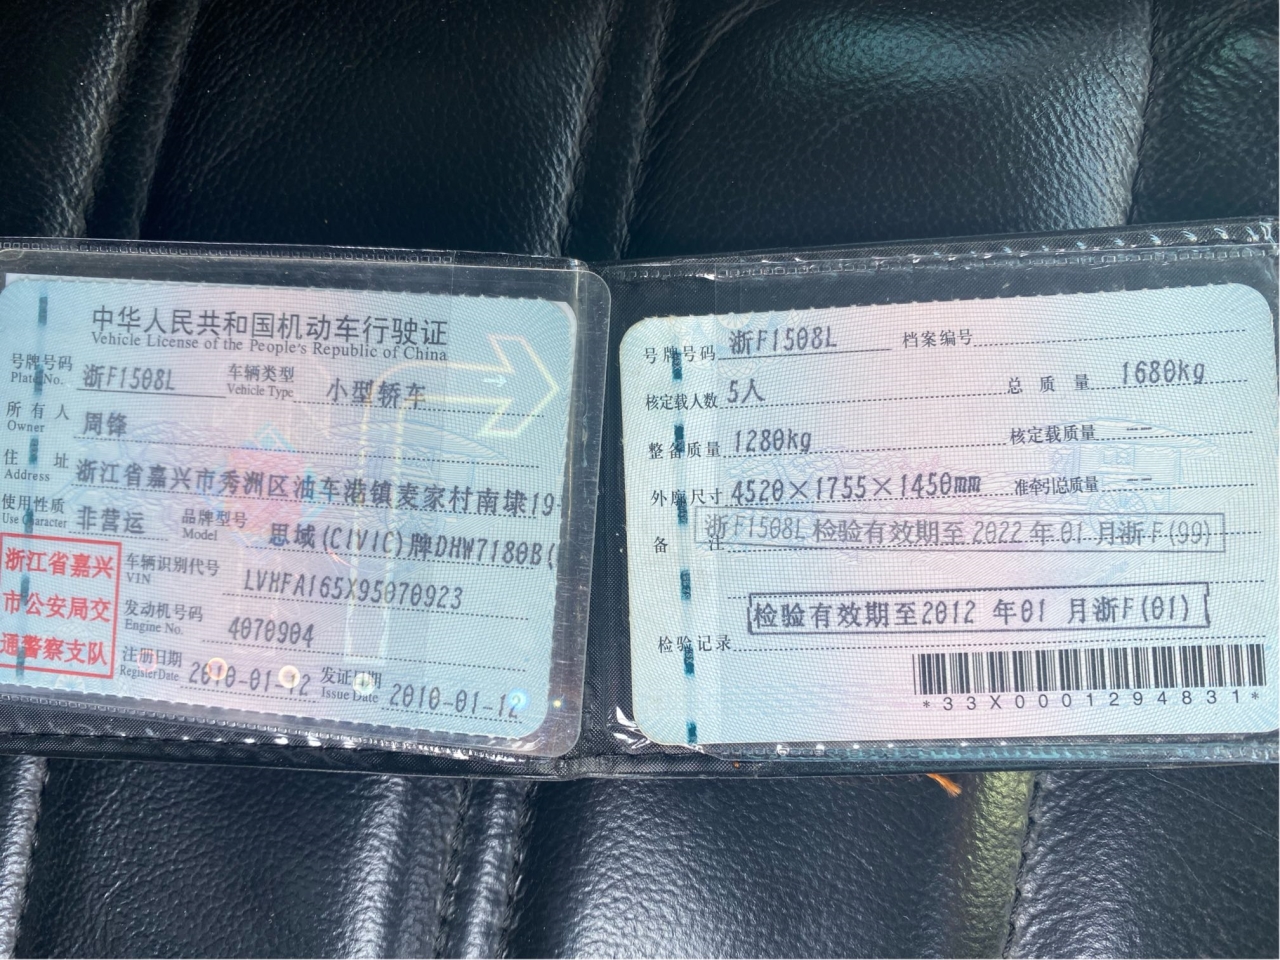 中华人民共和国机动车行驶证
Vehicle License of the People's Republic of China
号牌号码 浙F1508L 车辆类型 小型轿车
Plate No. Vehicle Type
所有人 周锋
Owner
住址 浙江省嘉兴市秀洲区油车港镇麦家村南埭19
Address
使用性质 非营运 品牌型号 思域(CIVIC)牌DHW7180B(
Use Character Model
浙江省嘉兴
市公安局交
通警察支队
车辆识别代号 LVHFA165X95070923
VIN
发动机号码 4070904
Engine No.
注册日期 2010-01-12 发证日期 2010-01-12
Register Date Issue Date
号牌号码 浙F1508L 档案编号
核定载人数 5人 总质量 1680kg
整备质量 1280kg 核定载质量 --
外廓尺寸 4520×1755×1450mm 准牵引总质量 --
备注 浙F1508L 检验有效期至2022年01月浙F(99)
检验有效期至2012年01月浙F(01)
检验记录
*33X0001294831*